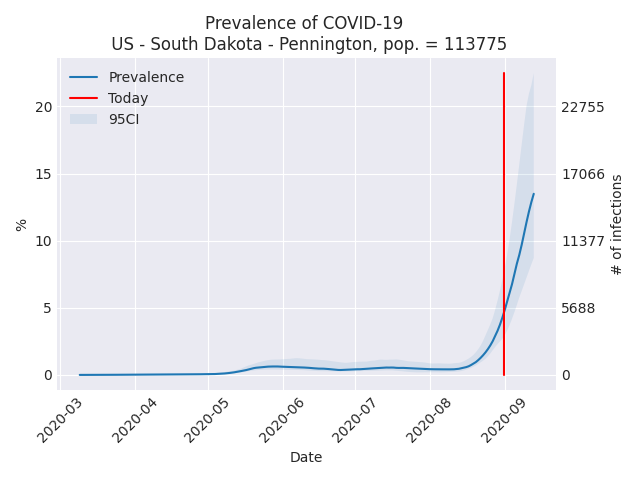 Prevalence of COVID-19
US - South Dakota - Pennington, pop. = 113775
Prevalence
Today
95CI
20
15
10
5
0
%
22755
17066
11377
5688
0
# of infections
2020-03
2020-04
2020-05
2020-06
2020-07
2020-08
2020-09
Date